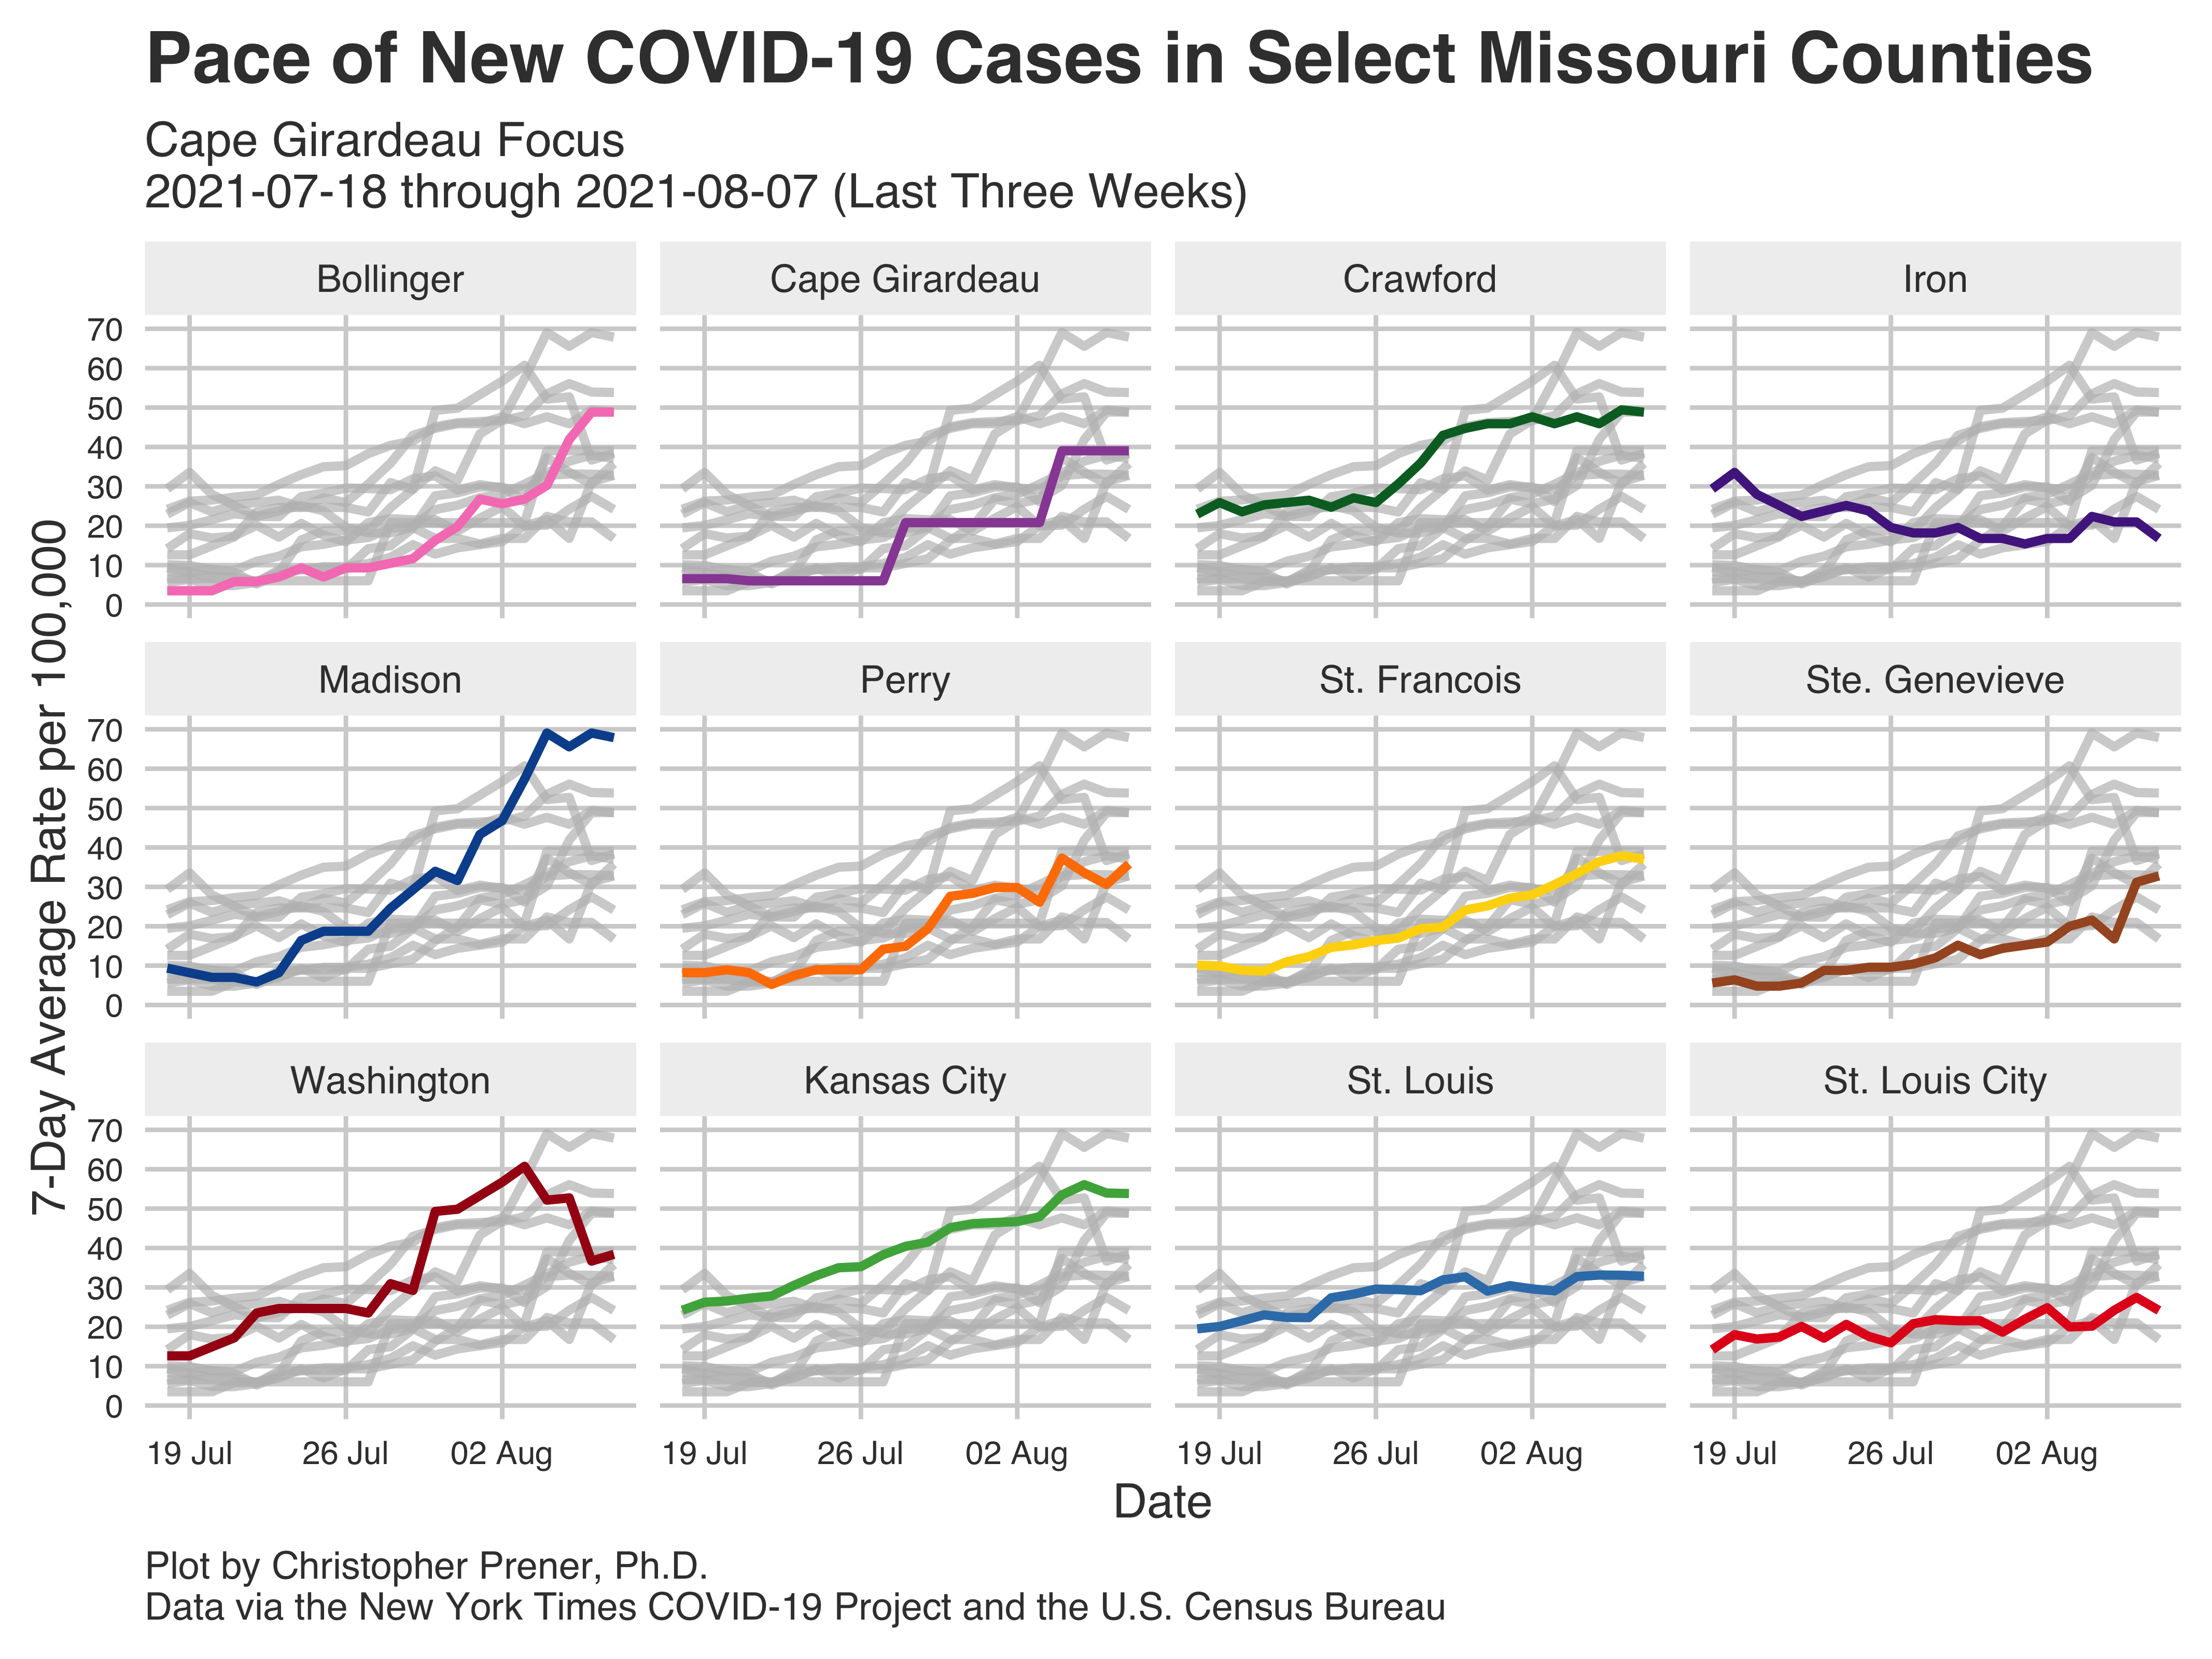 Pace of New COVID-19 Cases in Select Missouri Counties
Cape Girardeau Focus
2021-07-18 through 2021-08-07 (Last Three Weeks)
7-Day Average Rate per 100,000
Bollinger
Cape Girardeau
Crawford
Iron
70
60
50
40
30
20
10
0
Madison
Perry
St. Francois
Ste. Genevieve
70
60
50
40
30
20
10
0
Washington
Kansas City
St. Louis
St. Louis City
70
60
50
40
30
20
10
0
19 Jul
26 Jul
02 Aug
19 Jul
26 Jul
02 Aug
19 Jul
26 Jul
02 Aug
19 Jul
26 Jul
02 Aug
Date
Plot by Christopher Prener, Ph.D.
Data via the New York Times COVID-19 Project and the U.S. Census Bureau